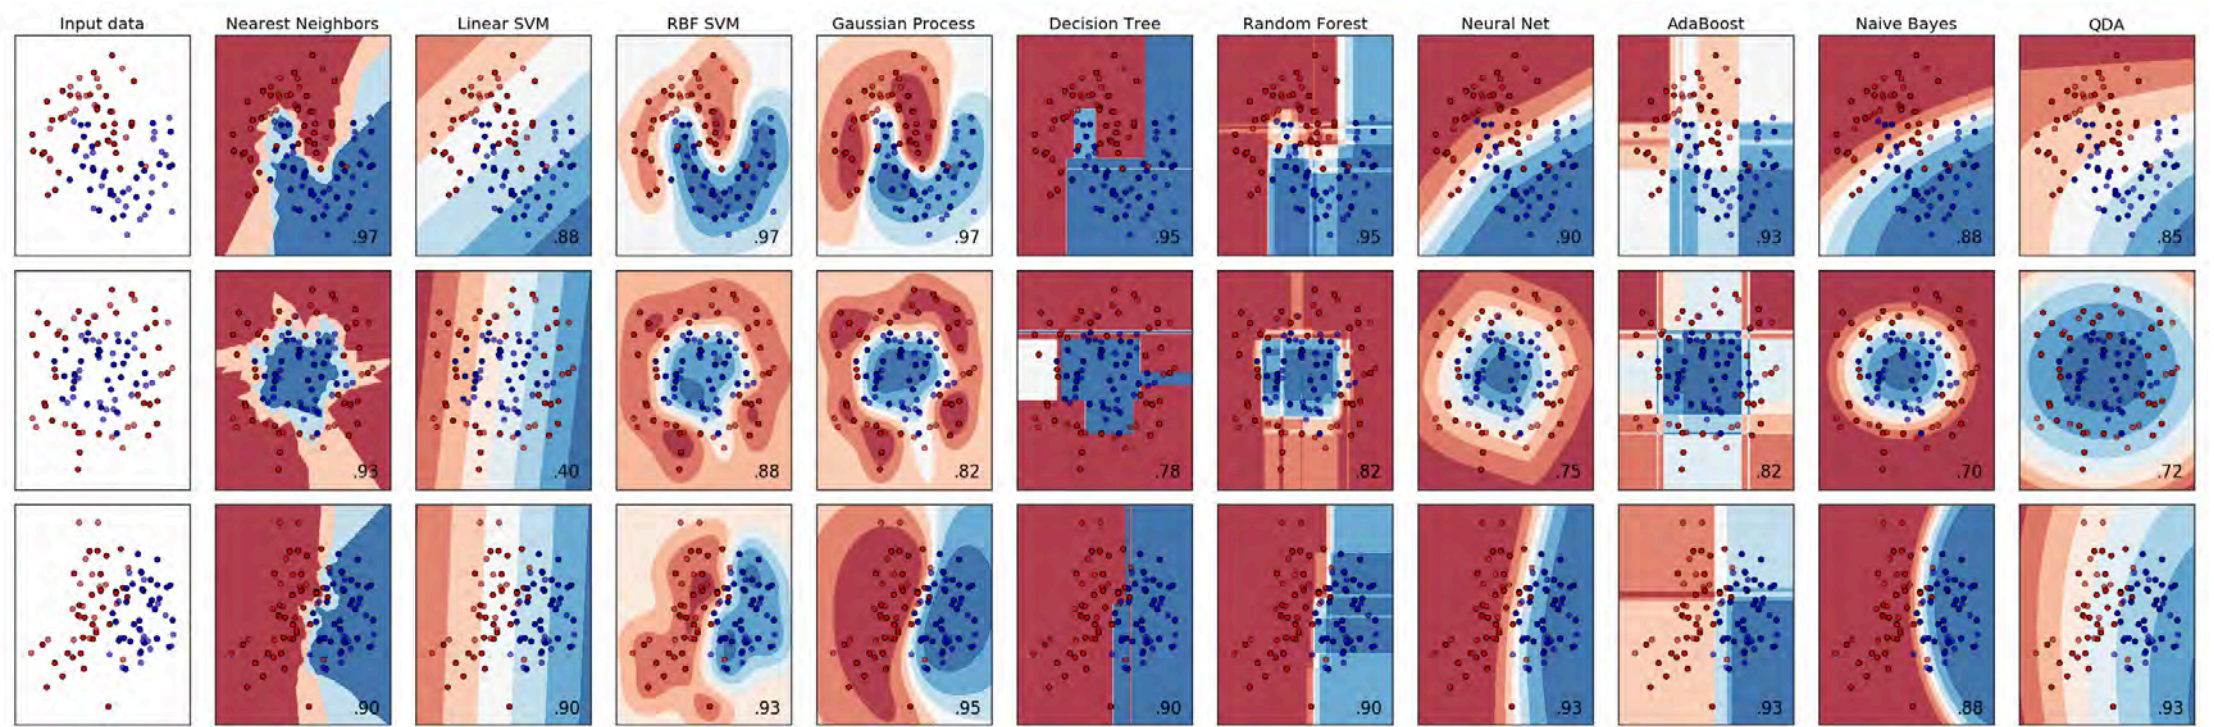 Input data Nearest Neighbors Linear SVM RBF SVM Gaussian Process Decision Tree Random Forest Neural Net AdaBoost Naive Bayes QDA
.97 .88 .97 .97 .95 .95 .90 .93 .88 .85
.93 .40 .88 .82 .78 .82 .75 .82 .70 .72
.90 .90 .93 .95 .90 .90 .93 .93 .88 .93